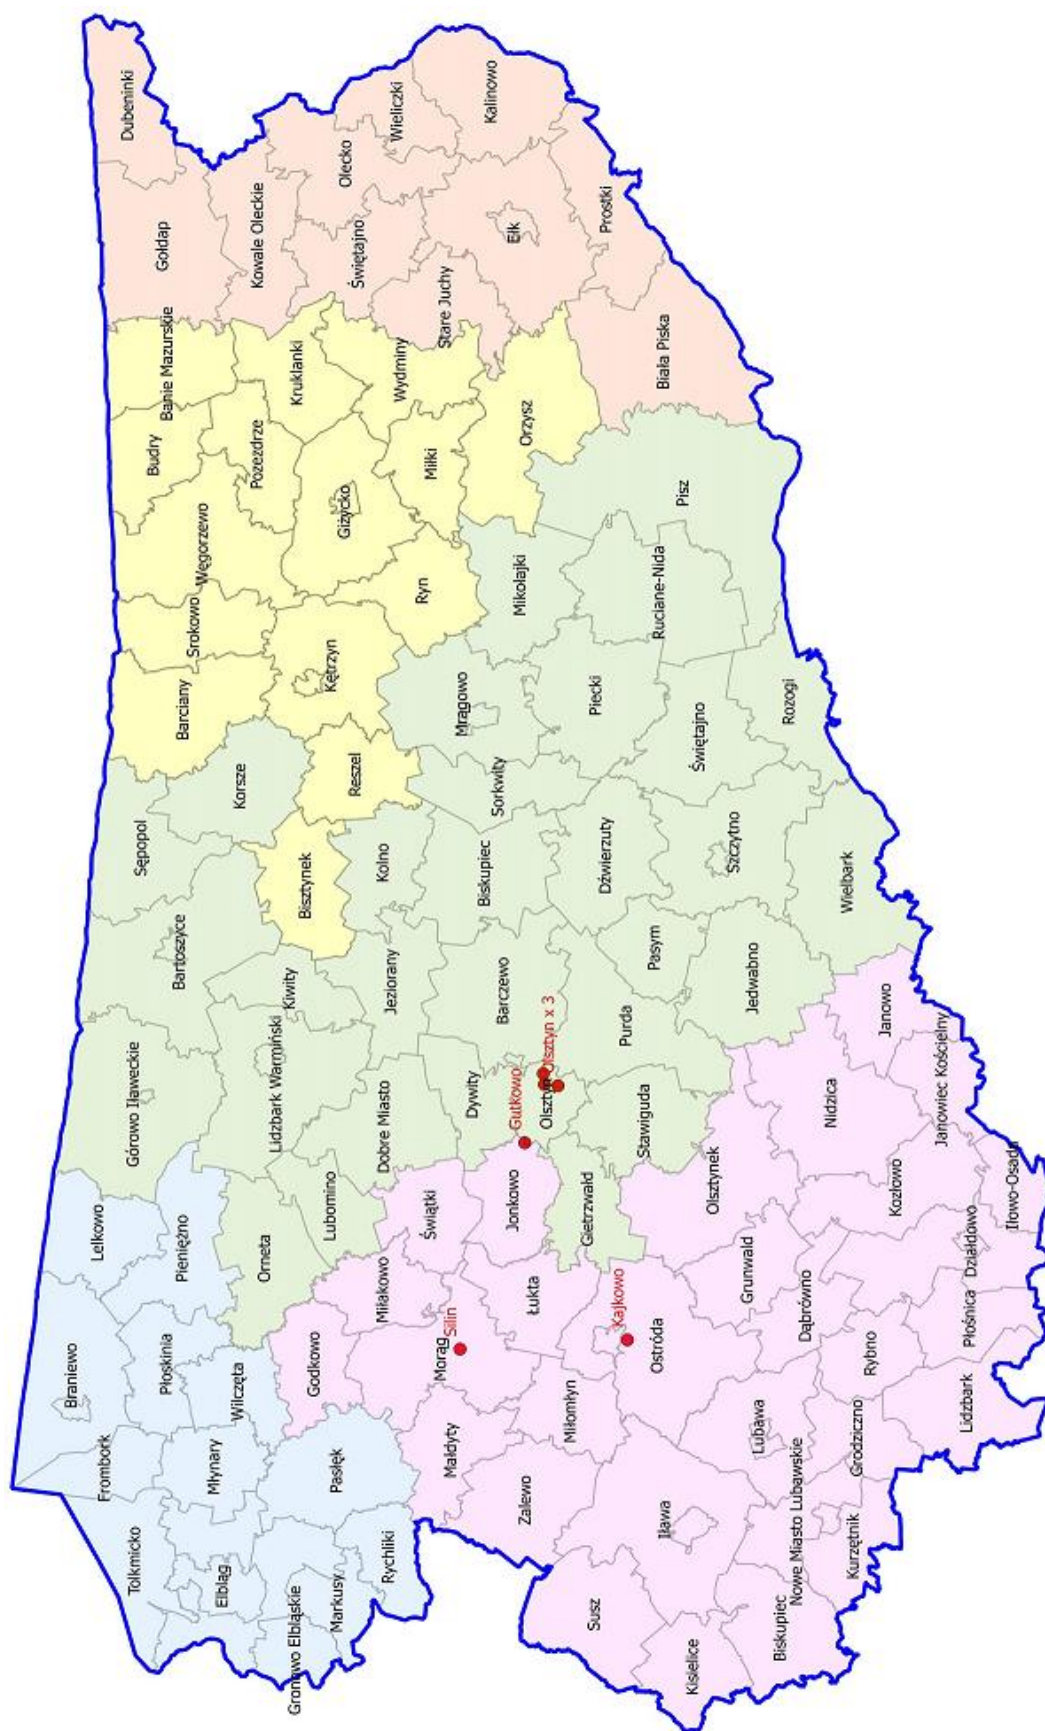 Dubeninki
Gołdap
Banie Mazurskie
Budry
Węgorzewo
Srokowo
Barciany
Sępopol
Bartoszyce
Górowo Iławeckie
Lelkowo
Braniewo
Frombork
Tolkmicko
Kowale Oleckie
Kruklanki
Pozezdrze
Giżycko
Kętrzyn
Korsze
Reszel
Bisztynek
Kiwity
Lidzbark Warmiński
Orneta
Pieniężno
Płoskinia
Wilczęta
Młynary
Elbląg
Gronowo Elbląskie
Markusy
Rychliki
Pasłęk
Godkowo
Lubomino
Dobre Miasto
Jeziorany
Kolno
Olecko
Wieliczki
Kalinowo
Świętajno
Stare Juchy
Ełk
Prostki
Biała Piska
Wydminy
Miłki
Orzysz
Ryn
Mikołajki
Mrągowo
Sorkwity
Biskupiec
Barczewo
Dywity
Gutkowo
Olsztyn
Olsztyn x 3
Jonkowo
Świątki
Miłakowo
Morąg
Silin
Małdyty
Zalewo
Miłomłyn
Łukta
Gietrzwałd
Stawiguda
Purda
Pasym
Dźwierzuty
Piecki
Ruciane-Nida
Pisz
Rozogi
Świętajno
Szczytno
Wielbark
Jedwabno
Janowo
Nidzica
Janowiec Kościelny
Olsztynek
Kajkowo
Ostróda
Grunwald
Dąbrówno
Kozłowo
Iłowo-Osada
Działdowo
Płośnica
Rybno
Lidzbark
Grodziczno
Lubawa
Iława
Nowe Miasto Lubawskie
Kurzętnik
Biskupiec
Susz
Kisielice